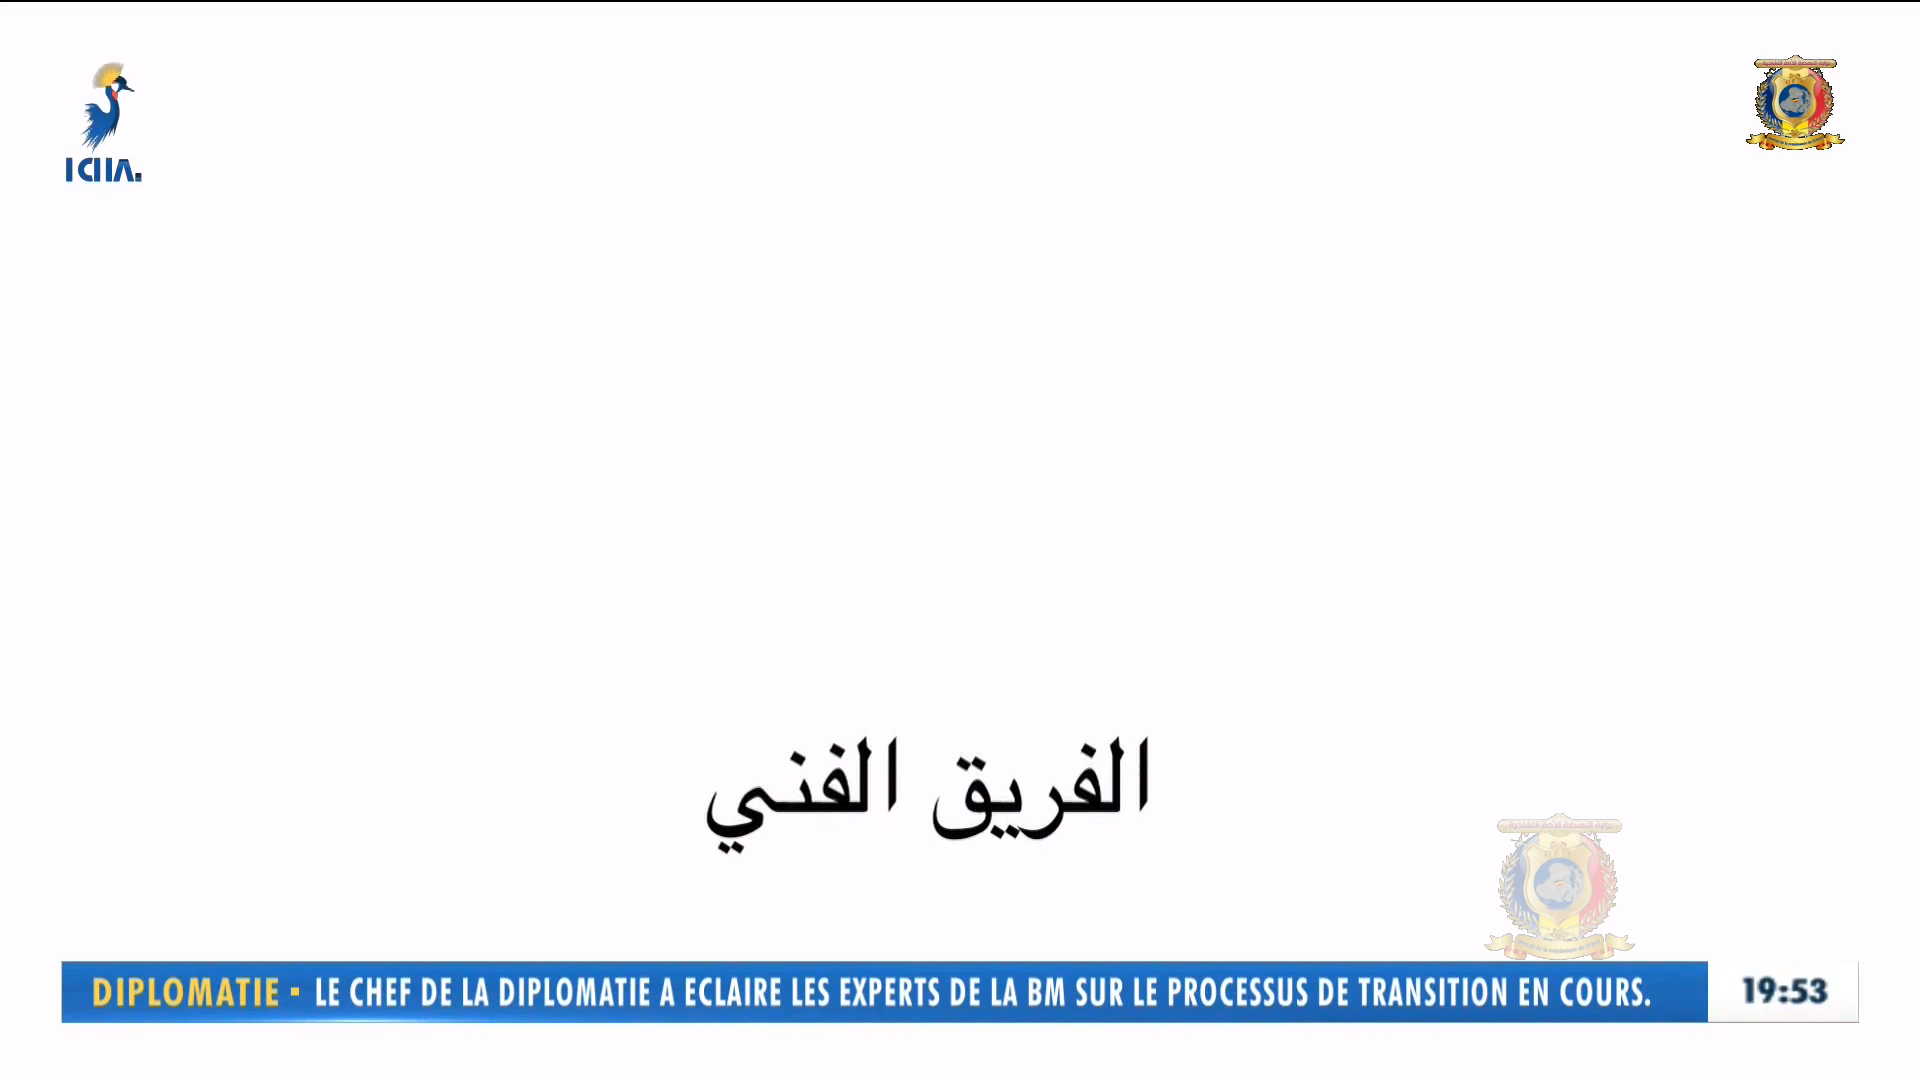 الفريق الفني
DIPLOMATIE · LE CHEF DE LA DIPLOMATIE A ECLAIRE LES EXPERTS DE LA BM SUR LE PROCESSUS DE TRANSITION EN COURS.
19:53